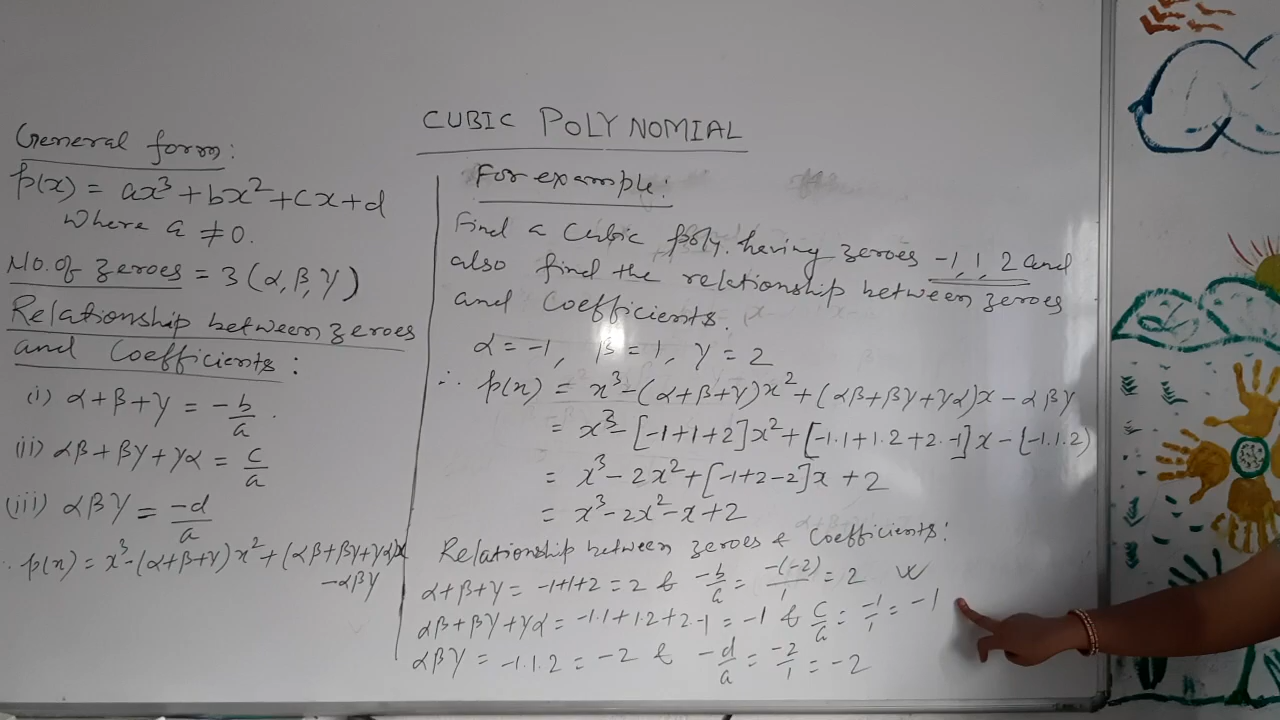 CUBIC POLYNOMIAL
General form:
p(x) = ax³ + bx² + cx + d
where a ≠ 0.
No. of zeroes = 3 (α, β, γ)
Relationship between zeroes
and Coefficients:
(i) α + β + γ = -b/a.
(ii) αβ + βγ + γα = c/a
(iii) αβγ = -d/a
∴ p(x) = x³ - (α+β+γ)x² + (αβ+βγ+γα)x
- αβγ
For example:
Find a Cubic poly. having zeroes -1, 1, 2 and
also find the relationship between zeroes
and Coefficients.
α = -1, β = 1, γ = 2
∴ p(x) = x³ - (α+β+γ)x² + (αβ+βγ+γα)x - αβγ
= x³ - [-1+1+2]x² + [-1.1+1.2+2.-1]x - (-1.1.2)
= x³ - 2x² + [-1+2-2]x + 2
= x³ - 2x² - x + 2
Relationship between zeroes & Coefficients:
α+β+γ = -1+1+2 = 2 & -b/a = -(-2)/1 = 2
αβ+βγ+γα = -1.1+1.2+2.-1 = -1 & c/a = -1/1 = -1
αβγ = -1.1.2 = -2 & -d/a = -2/1 = -2